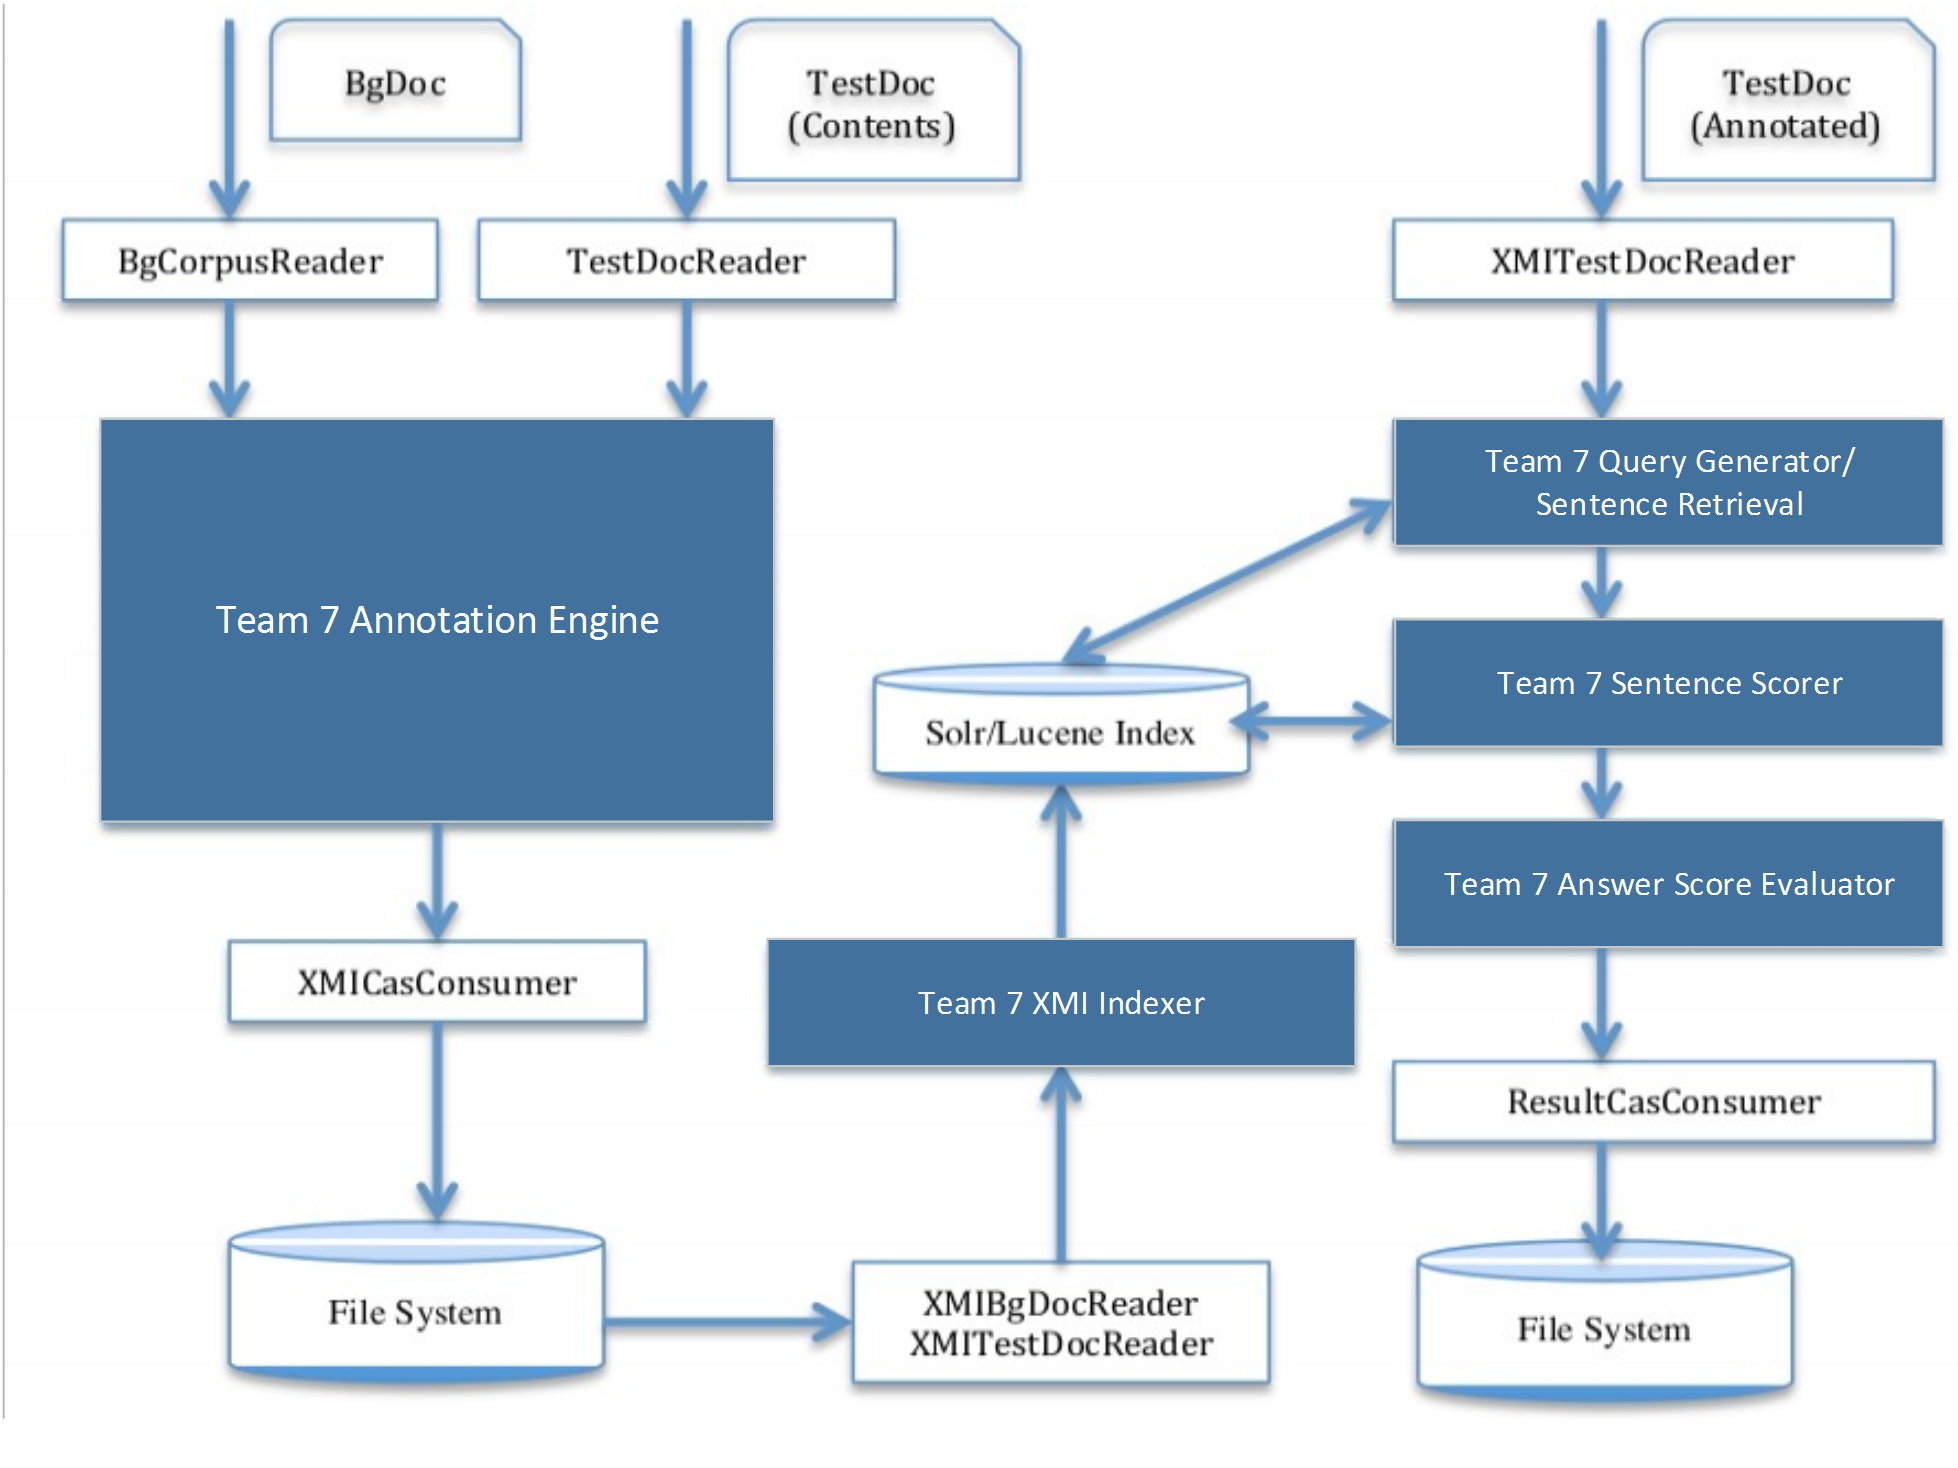 BgDoc
TestDoc
(Contents)
TestDoc
(Annotated)
BgCorpusReader
TestDocReader
XMITestDocReader
Team 7 Annotation Engine
Team 7 Query Generator/
Sentence Retrieval
Team 7 Sentence Scorer
Solr/Lucene Index
Team 7 Answer Score Evaluator
XMICasConsumer
Team 7 XMI Indexer
ResultCasConsumer
File System
XMIBgDocReader
XMITestDocReader
File System